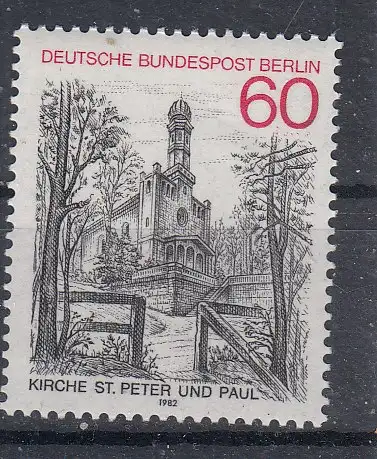 DEUTSCHE BUNDESPOST BERLIN
60
KIRCHE ST. PETER UND PAUL
1982